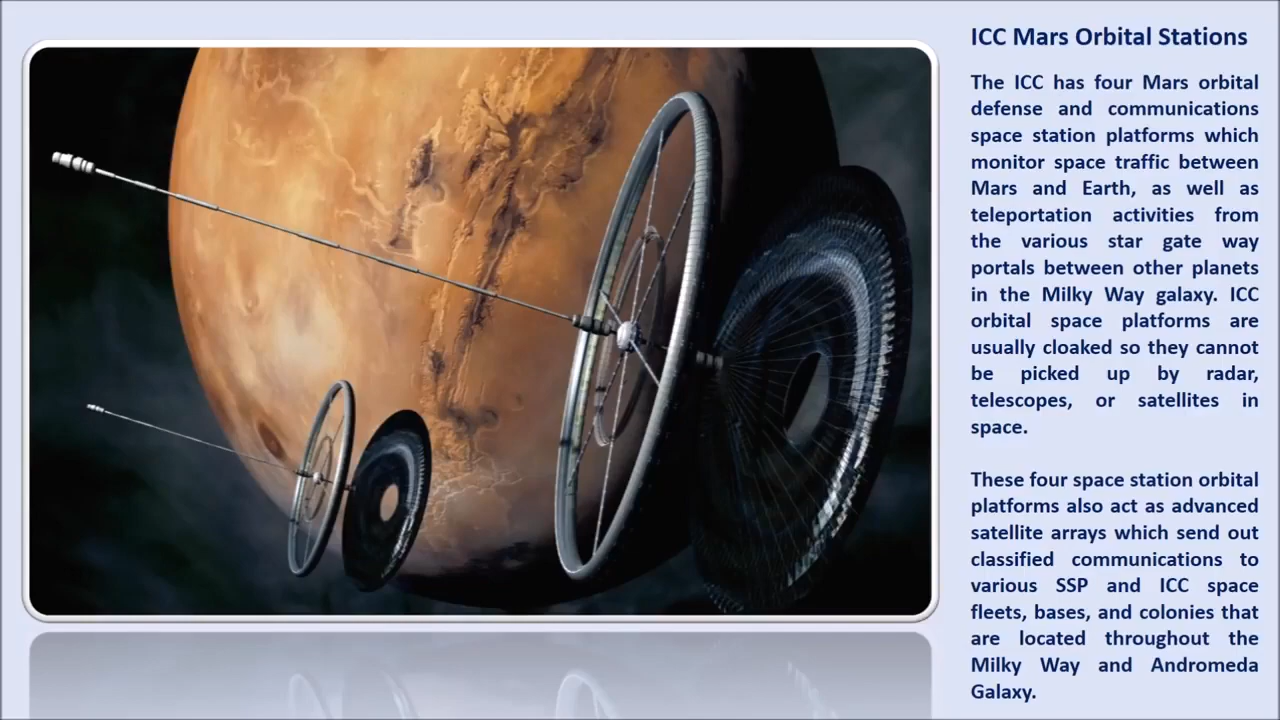 ICC Mars Orbital Stations
The ICC has four Mars orbital
defense and communications
space station platforms which
monitor space traffic between
Mars and Earth, as well as
teleportation activities from
the various star gate way
portals between other planets
in the Milky Way galaxy. ICC
orbital space platforms are
usually cloaked so they cannot
be picked up by radar,
telescopes, or satellites in
space.
These four space station orbital
platforms also act as advanced
satellite arrays which send out
classified communications to
various SSP and ICC space
fleets, bases, and colonies that
are located throughout the
Milky Way and Andromeda
Galaxy.